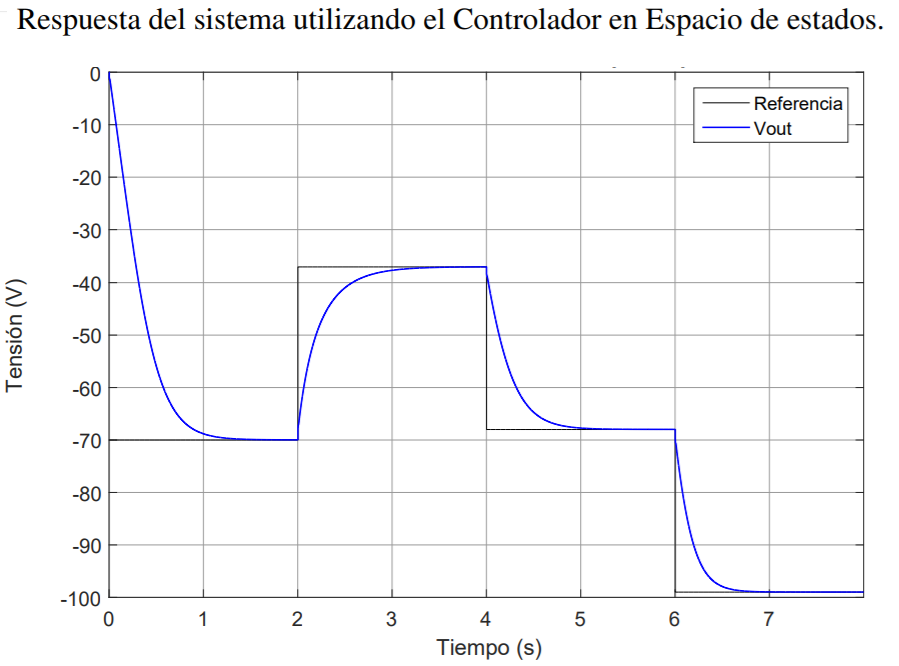 Respuesta del sistema utilizando el Controlador en Espacio de estados.
0
-10
-20
-30
-40
-50
-60
-70
-80
-90
-100
Tensión (V)
Referencia
Vout
0 1 2 3 4 5 6 7
Tiempo (s)